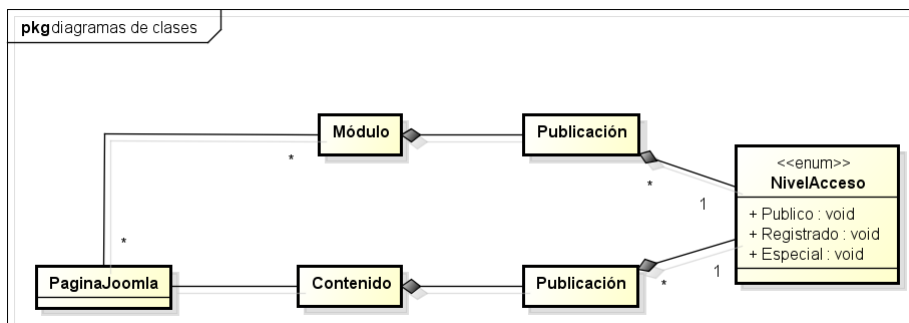 pkg diagramas de clases
Módulo
Publicación
<<enum>>
NivelAcceso
+ Publico : void
+ Registrado : void
+ Especial : void
*
*
1
*
PaginaJoomla
Contenido
Publicación
*
1